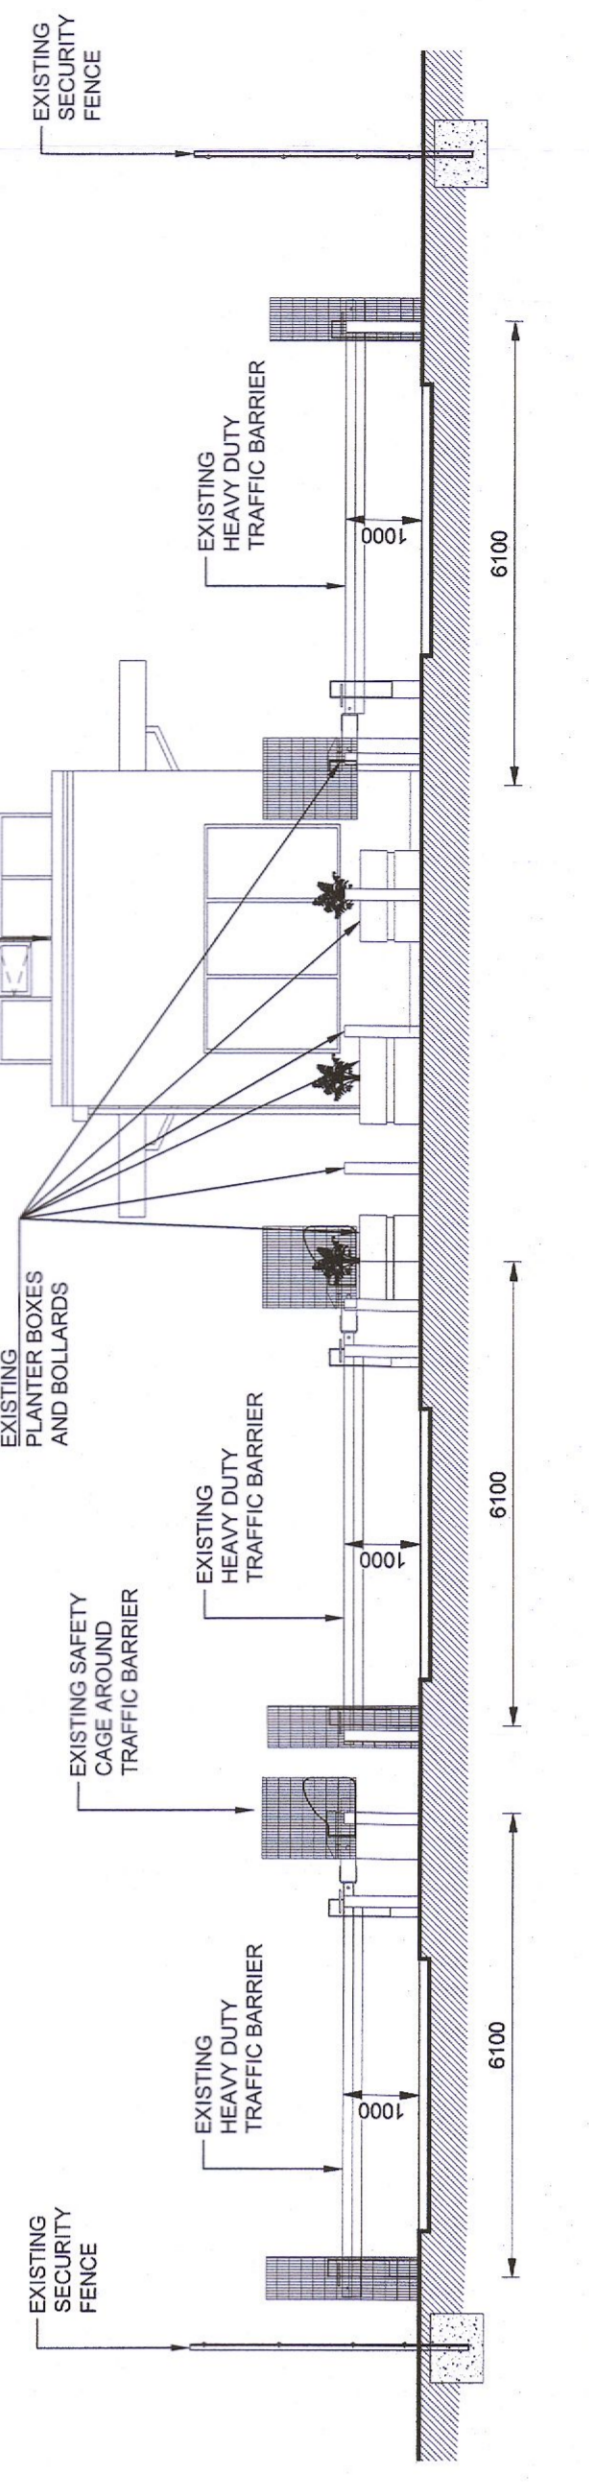 EXISTING
SECURITY
FENCE
EXISTING
HEAVY DUTY
TRAFFIC BARRIER
1000
6100
EXISTING SAFETY
CAGE AROUND
TRAFFIC BARRIER
EXISTING
HEAVY DUTY
TRAFFIC BARRIER
1000
6100
EXISTING
PLANTER BOXES
AND BOLLARDS
EXISTING
HEAVY DUTY
TRAFFIC BARRIER
1000
6100
EXISTING
SECURITY
FENCE